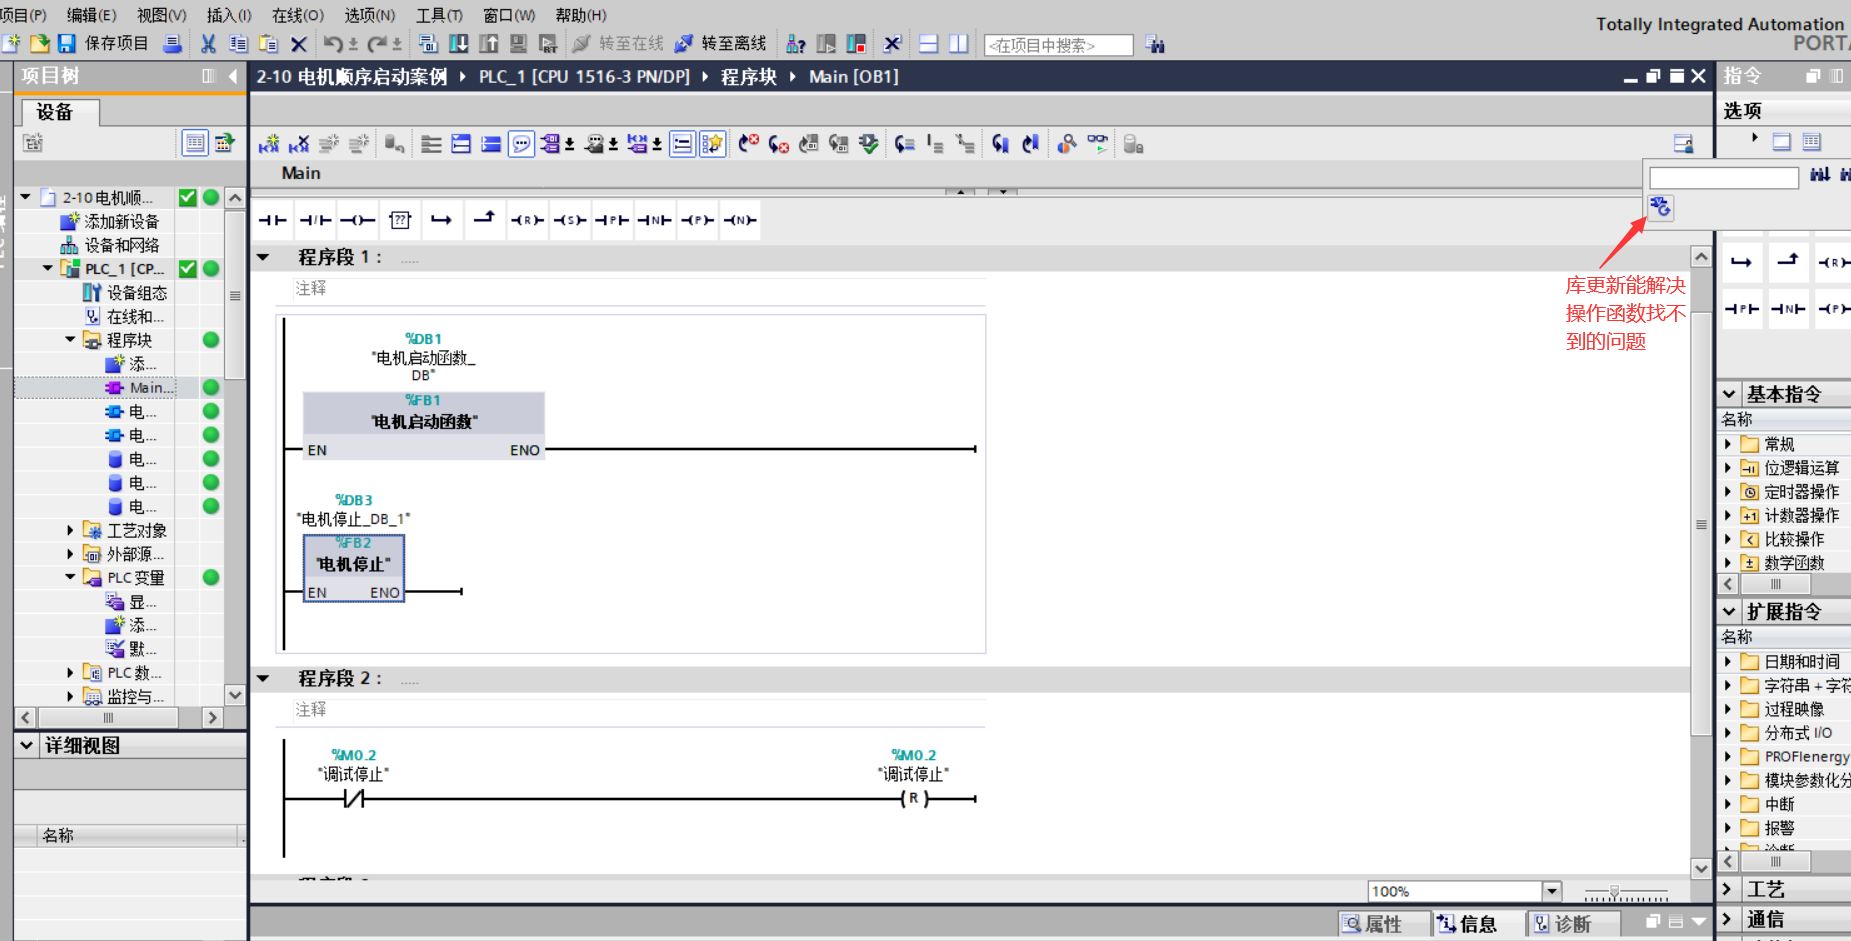 项目(P) 编辑(E) 视图(V) 插入(I) 在线(O) 选项(N) 工具(T) 窗口(W) 帮助(H)
Totally Integrated Automation
PORTA
保存项目 转至在线 转至离线 <在项目中搜索>
项目树
2-10 电机顺序启动案例 PLC_1 [CPU 1516-3 PN/DP] 程序块 Main [OB1]
指令
设备
选项
Main
2-10 电机顺...
添加新设备
设备和网络
PLC_1 [CP...
设备组态
在线和...
程序块
添...
Main...
电...
电...
电...
电...
电...
工艺对象
外部源...
PLC 变量
显...
添...
默...
PLC 数...
监控与...
详细视图
名称
程序段 1： .....
注释
%DB1
"电机启动函数_
DB"
%FB1
"电机启动函数"
EN ENO
%DB3
"电机停止_DB_1"
%FB2
"电机停止"
EN ENO
程序段 2： .....
注释
%M0.2 %M0.2
"调试停止" "调试停止"
R
100%
属性 信息 诊断
库更新能解决
操作函数找不
到的问题
基本指令
名称
常规
位逻辑运算
定时器操作
计数器操作
比较操作
数学函数
扩展指令
名称
日期和时间
字符串 + 字符
过程映像
分布式 I/O
PROFIenergy
模块参数化分
中断
报警
诊断
工艺
通信